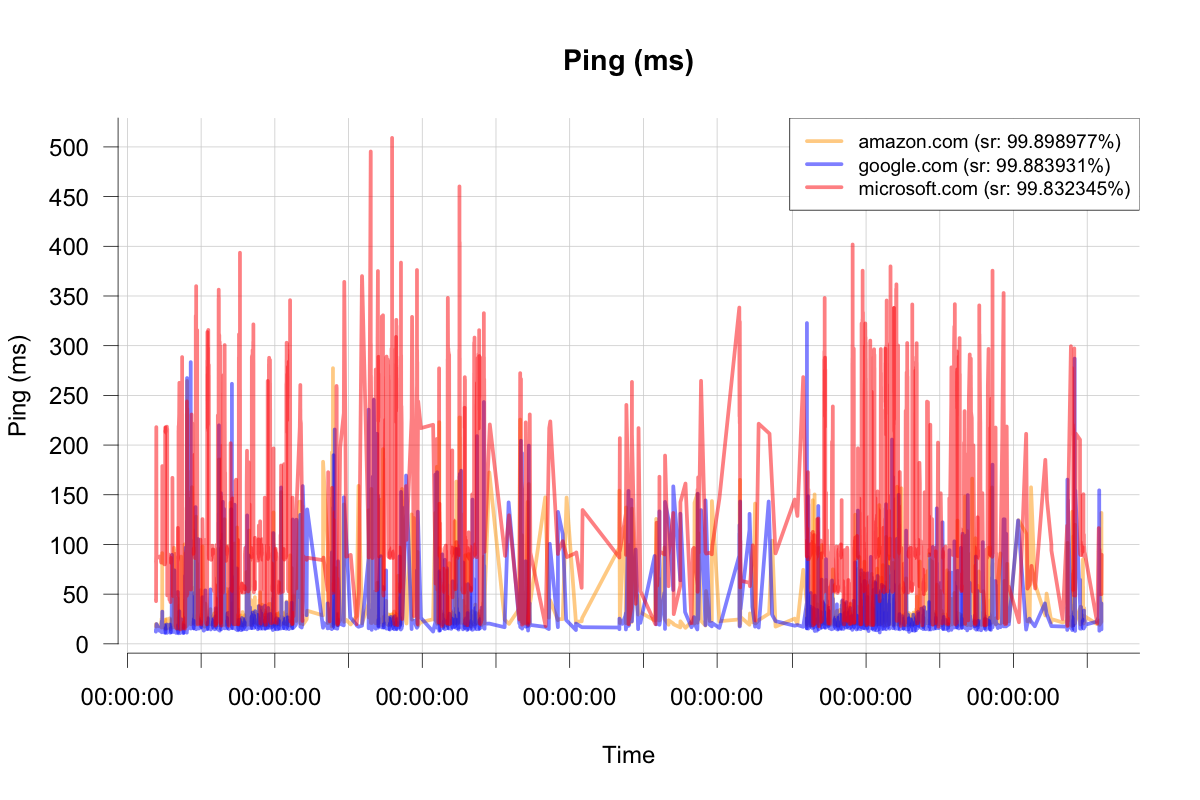 Ping (ms)
amazon.com (sr: 99.898977%)
google.com (sr: 99.883931%)
microsoft.com (sr: 99.832345%)
500
450
400
350
300
250
200
150
100
50
0
Ping (ms)
00:00:00 00:00:00 00:00:00 00:00:00 00:00:00 00:00:00 00:00:00
Time